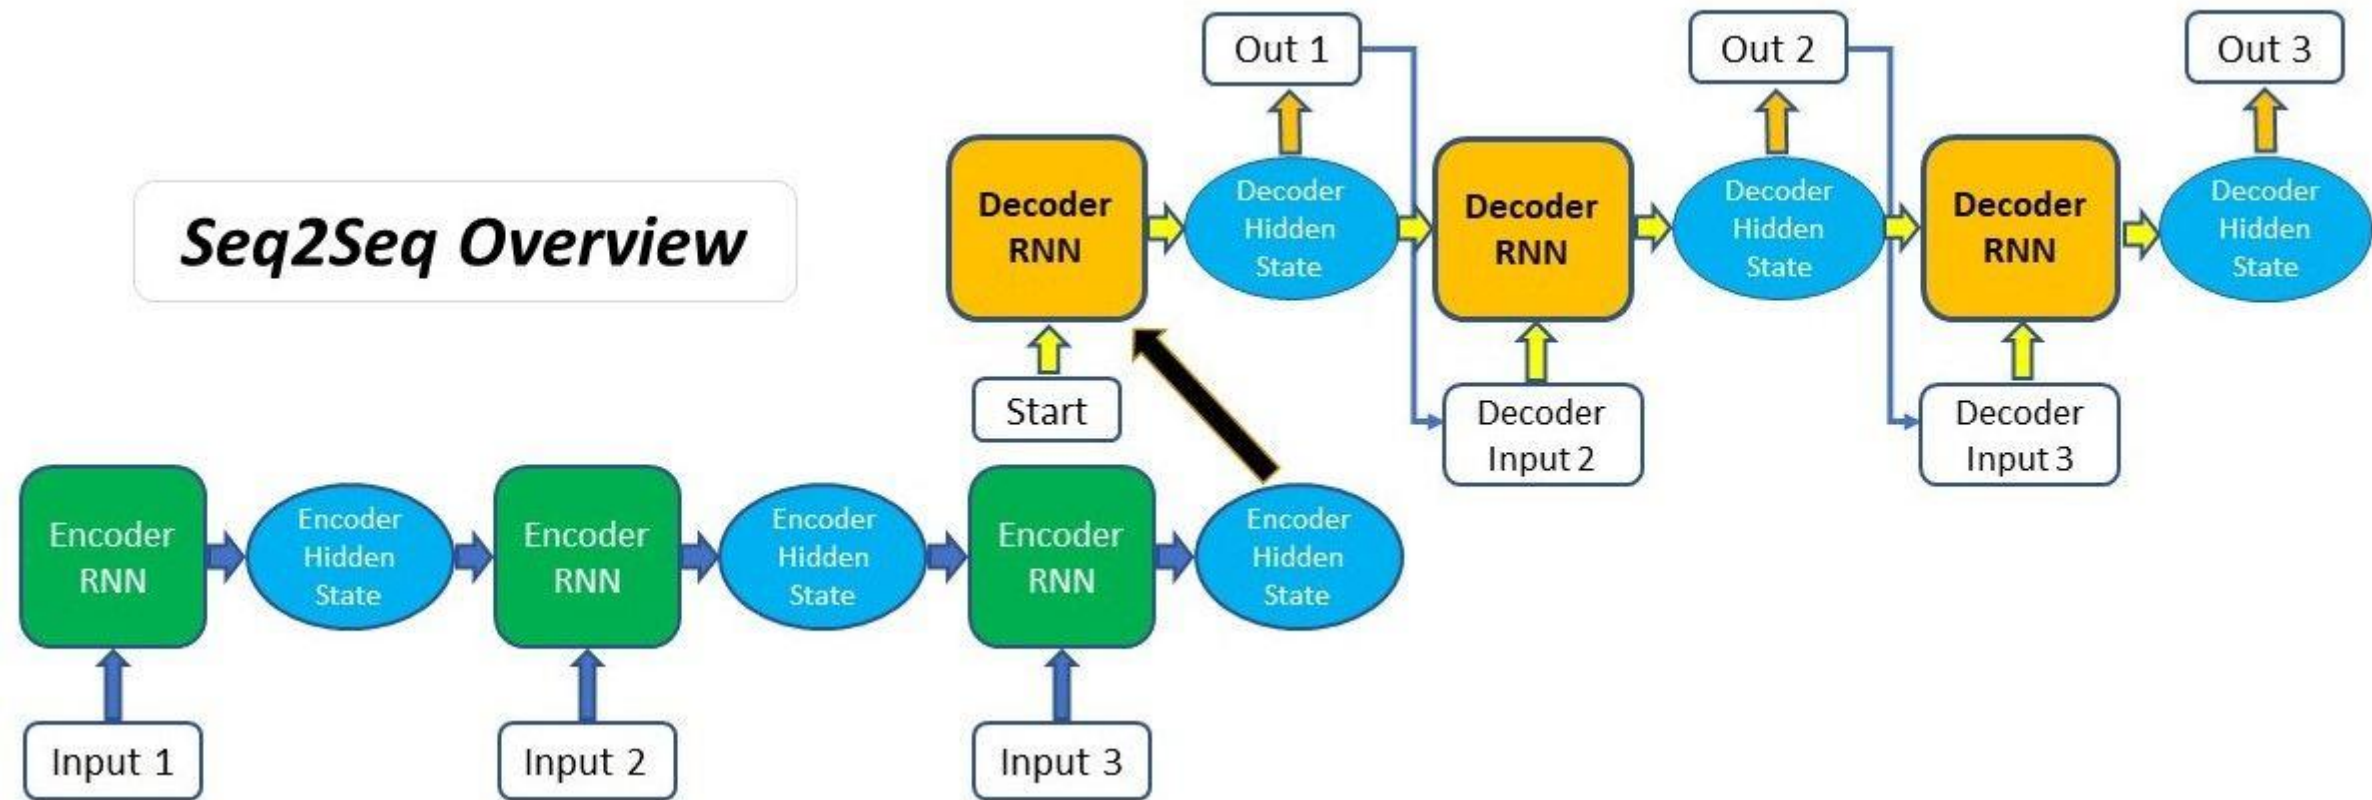 Seq2Seq Overview
Out 1
Out 2
Out 3
Decoder
RNN
Decoder
Hidden
State
Decoder
RNN
Decoder
Hidden
State
Decoder
RNN
Decoder
Hidden
State
Start
Decoder
Input 2
Decoder
Input 3
Encoder
RNN
Encoder
Hidden
State
Encoder
RNN
Encoder
Hidden
State
Encoder
RNN
Encoder
Hidden
State
Input 1
Input 2
Input 3